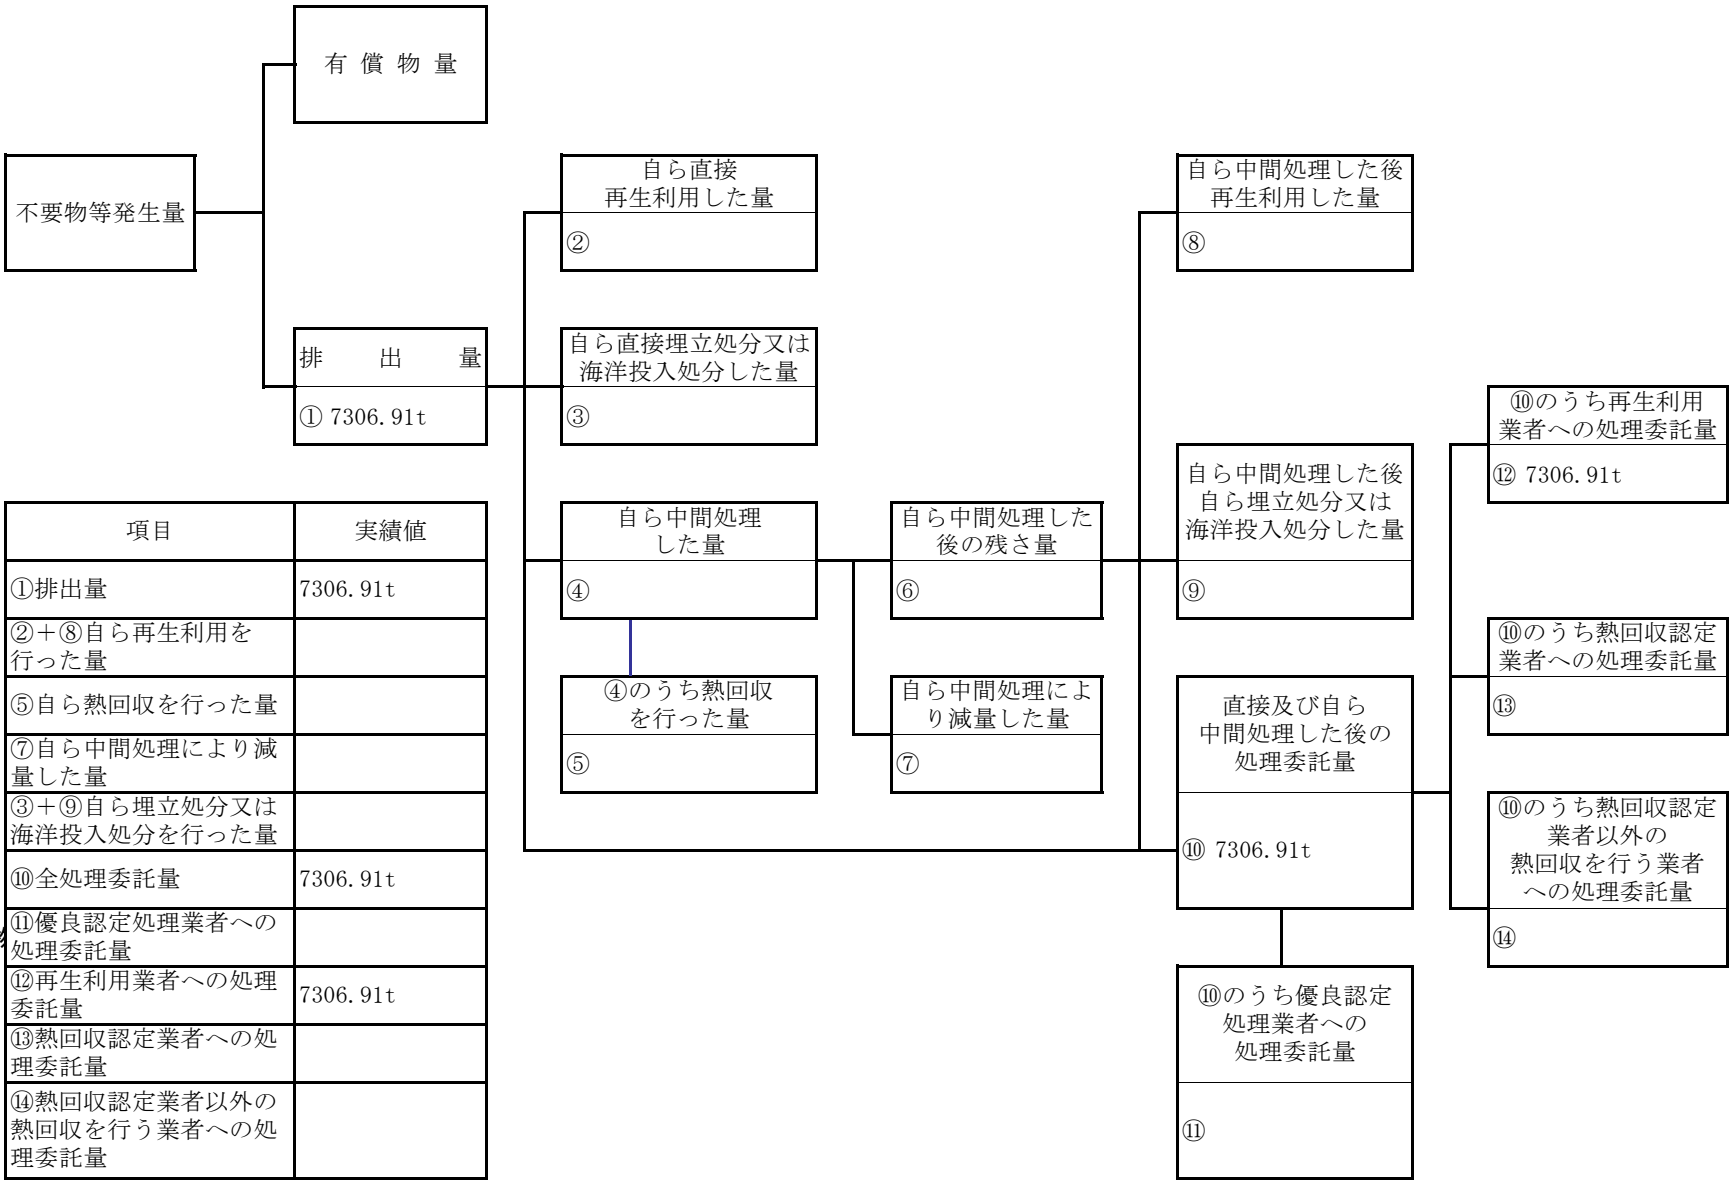 有償物量
不要物等発生量
排出量
① 7306.91t
自ら直接
再生利用した量
②
自ら直接埋立処分又は
海洋投入処分した量
③
自ら中間処理
した量
④
④のうち熱回収
を行った量
⑤
自ら中間処理した
後の残さ量
⑥
自ら中間処理によ
り減量した量
⑦
自ら中間処理した後
再生利用した量
⑧
自ら中間処理した後
自ら埋立処分又は
海洋投入処分した量
⑨
直接及び自ら
中間処理した後の
処理委託量
⑩ 7306.91t
⑩のうち優良認定
処理業者への
処理委託量
⑪
⑩のうち再生利用
業者への処理委託量
⑫ 7306.91t
⑩のうち熱回収認定
業者への処理委託量
⑬
⑩のうち熱回収認定
業者以外の
熱回収を行う業者
への処理委託量
⑭
項目 実績値
①排出量 7306.91t
②＋⑧自ら再生利用を
行った量
⑤自ら熱回収を行った量
⑦自ら中間処理により減
量した量
③＋⑨自ら埋立処分又は
海洋投入処分を行った量
⑩全処理委託量 7306.91t
⑪優良認定処理業者への
処理委託量
⑫再生利用業者への処理
委託量 7306.91t
⑬熱回収認定業者への処
理委託量
⑭熱回収認定業者以外の
熱回収を行う業者への処
理委託量